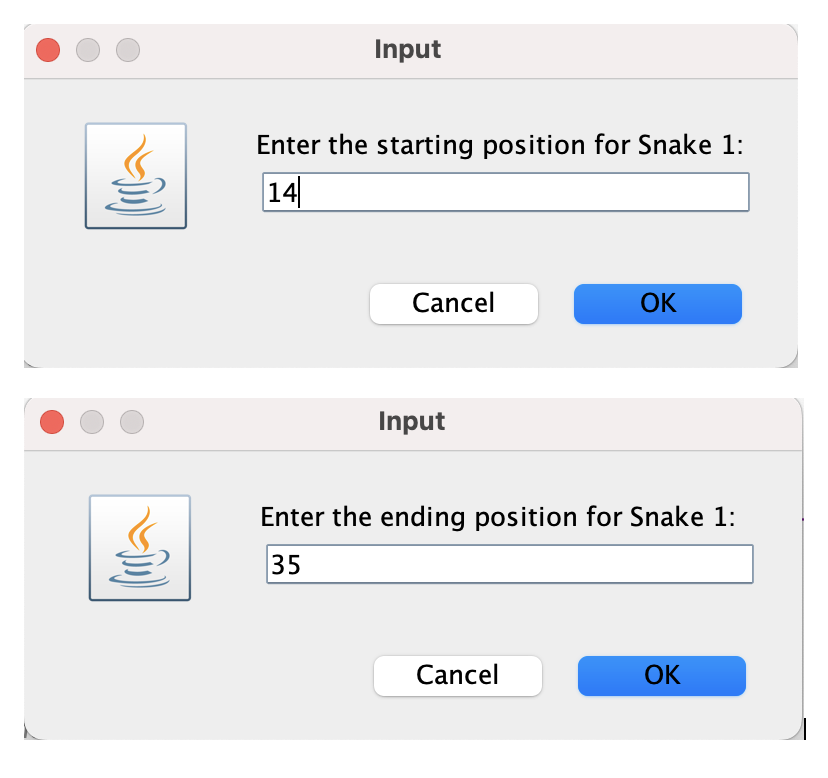 Input
Enter the starting position for Snake 1:
14
Cancel
OK
Input
Enter the ending position for Snake 1:
35
Cancel
OK